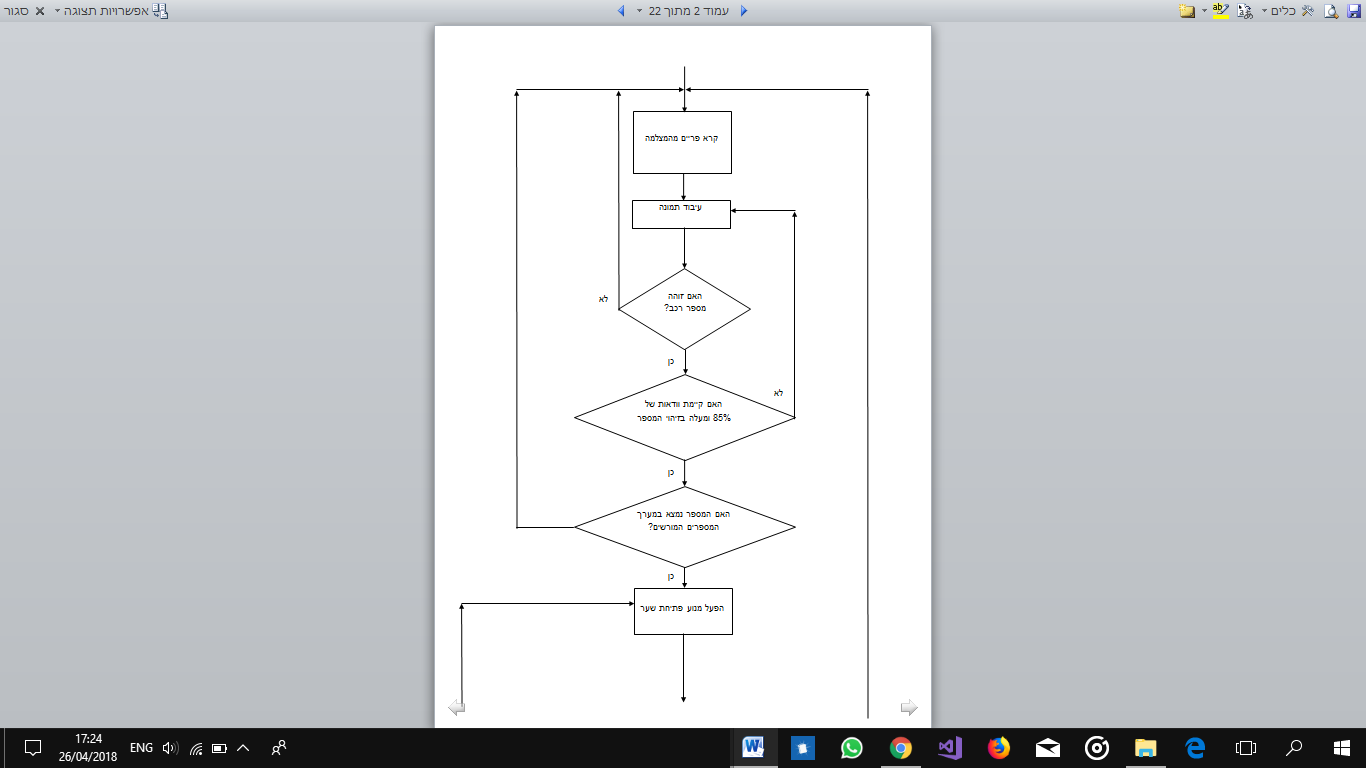 אפשרויות תצוגה
סגור
עמוד 2 מתוך 22
כלים
קרא פריים מהמצלמה
עיבוד תמונה
האם זוהה
מספר רכב?
לא
כן
האם קיימת וודאות של
85% ומעלה בזיהוי המספר
לא
כן
האם המספר נמצא במערך
המספרים המורשים?
כן
הפעל מנוע פתיחת שער
17:24
26/04/2018
ENG